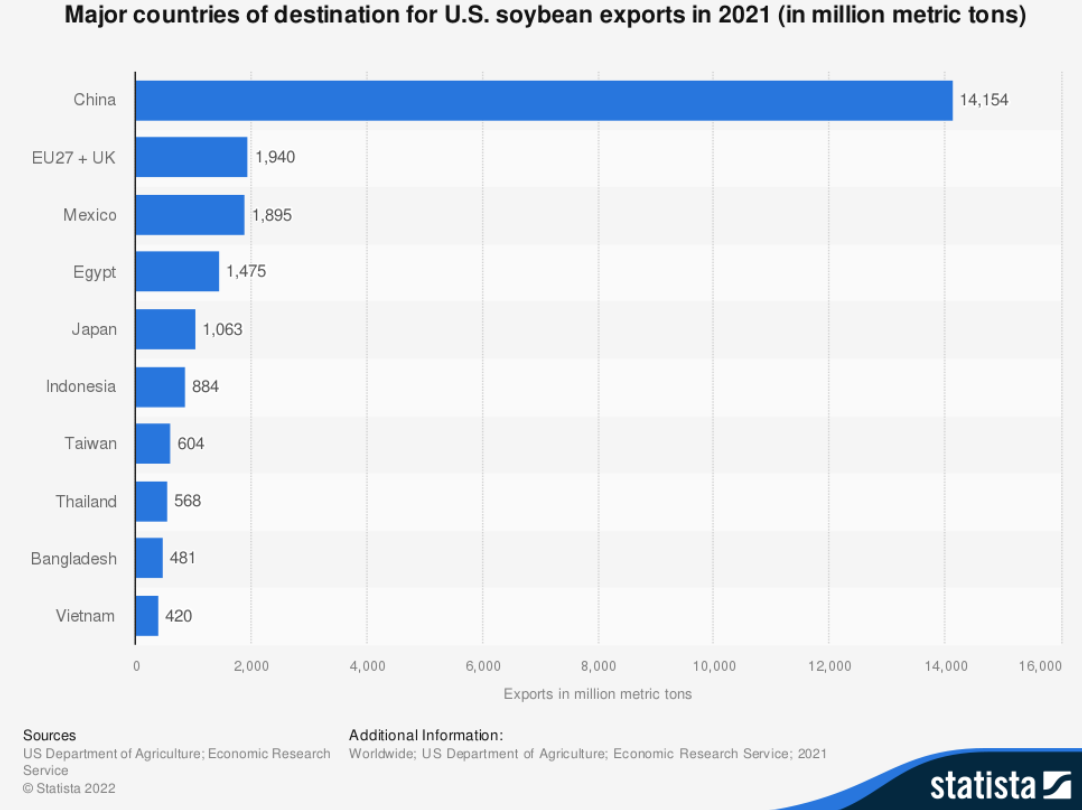 Major countries of destination for U.S. soybean exports in 2021 (in million metric tons)
China 14,154
EU27 + UK 1,940
Mexico 1,895
Egypt 1,475
Japan 1,063
Indonesia 884
Taiwan 604
Thailand 568
Bangladesh 481
Vietnam 420
0 2,000 4,000 6,000 8,000 10,000 12,000 14,000 16,000
Exports in million metric tons
Sources
US Department of Agriculture; Economic Research
Service
© Statista 2022
Additional Information:
Worldwide; US Department of Agriculture; Economic Research Service; 2021
statista